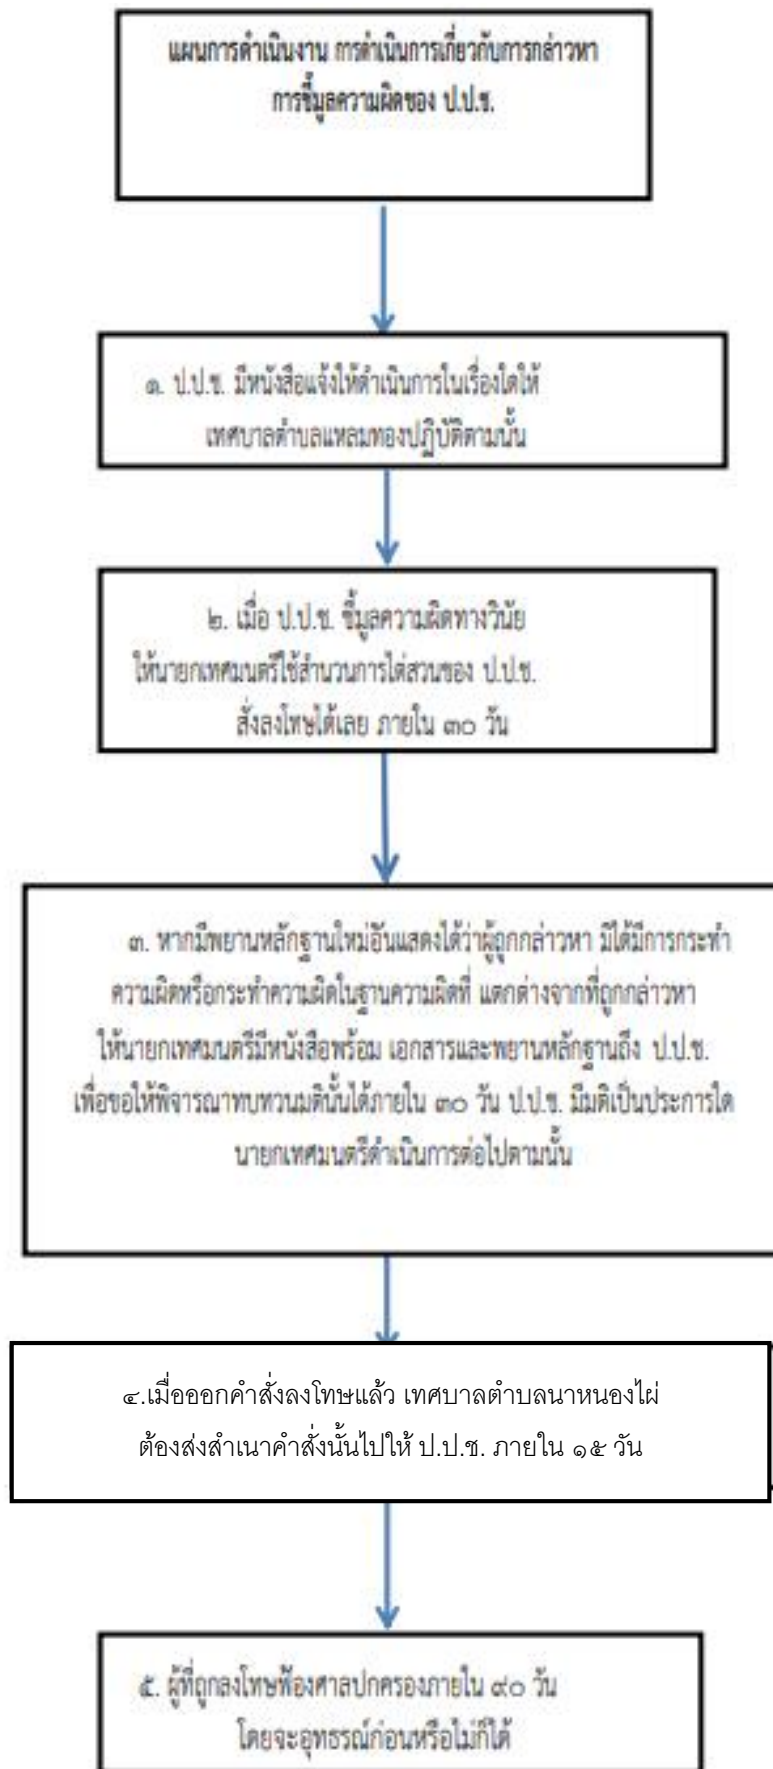 แผนการดำเนินงาน การดำเนินการเกี่ยวกับการกล่าวหา
การชี้มูลความผิดของ ป.ป.ช.
๑. ป.ป.ช. มีหนังสือแจ้งให้ดำเนินการในเรื่องใดให้
เทศบาลตำบลแหลมทองปฏิบัติตามนั้น
๒. เมื่อ ป.ป.ช. ชี้มูลความผิดทางวินัย
ให้นายกเทศมนตรีใช้สำนวนการไต่สวนของ ป.ป.ช.
สั่งลงโทษได้เลย ภายใน ๓๐ วัน
๓. หากมีพยานหลักฐานใหม่อันแสดงได้ว่าผู้ถูกกล่าวหา มิได้มีการกระทำ
ความผิดหรือกระทำความผิดในฐานความผิดที่ แตกต่างจากที่ถูกกล่าวหา
ให้นายกเทศมนตรีมีหนังสือพร้อม เอกสารและพยานหลักฐานถึง ป.ป.ช.
เพื่อขอให้พิจารณาทบทวนมตินั้นได้ภายใน ๓๐ วัน ป.ป.ช. มีมติเป็นประการใด
นายกเทศมนตรีดำเนินการต่อไปตามนั้น
๔.เมื่อออกคำสั่งลงโทษแล้ว เทศบาลตำบลนาหนองไผ่
ต้องส่งสำเนาคำสั่งนั้นไปให้ ป.ป.ช. ภายใน ๑๕ วัน
๕. ผู้ที่ถูกลงโทษฟ้องศาลปกครองภายใน ๙๐ วัน
โดยจะอุทธรณ์ก่อนหรือไม่ก็ได้